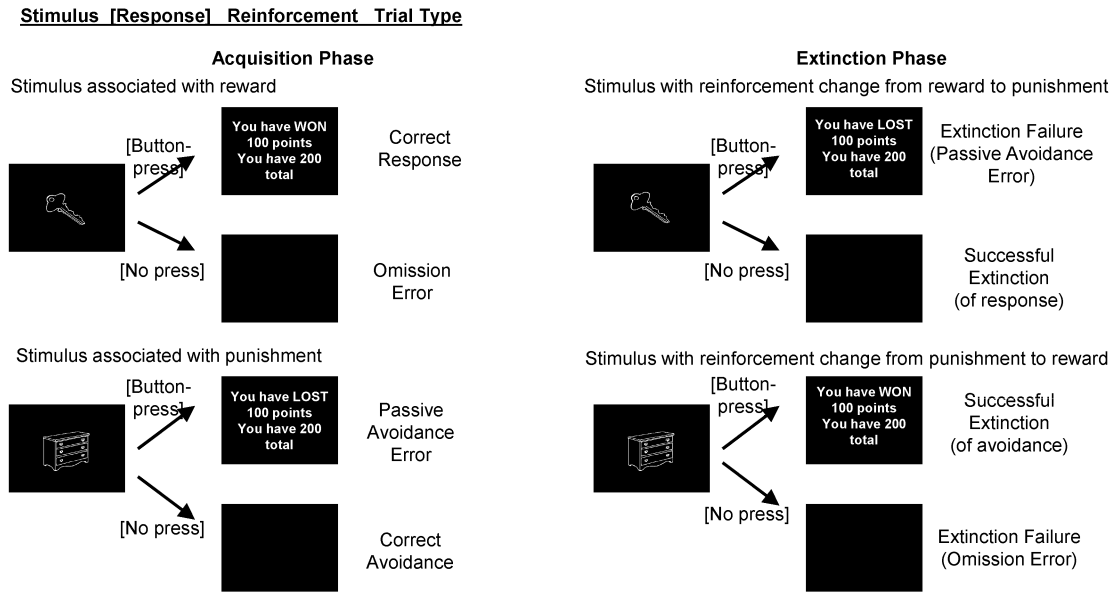 Stimulus [Response] Reinforcement Trial Type
Acquisition Phase
Stimulus associated with reward
[Button-
press]
You have WON
100 points
You have 200
total
Correct
Response
[No press]
Omission
Error
Stimulus associated with punishment
[Button-
press]
You have LOST
100 points
You have 200
total
Passive
Avoidance
Error
[No press]
Correct
Avoidance
Extinction Phase
Stimulus with reinforcement change from reward to punishment
[Button-
press]
You have LOST
100 points
You have 200
total
Extinction Failure
(Passive Avoidance
Error)
[No press]
Successful
Extinction
(of response)
Stimulus with reinforcement change from punishment to reward
[Button-
press]
You have WON
100 points
You have 200
total
Successful
Extinction
(of avoidance)
[No press]
Extinction Failure
(Omission Error)